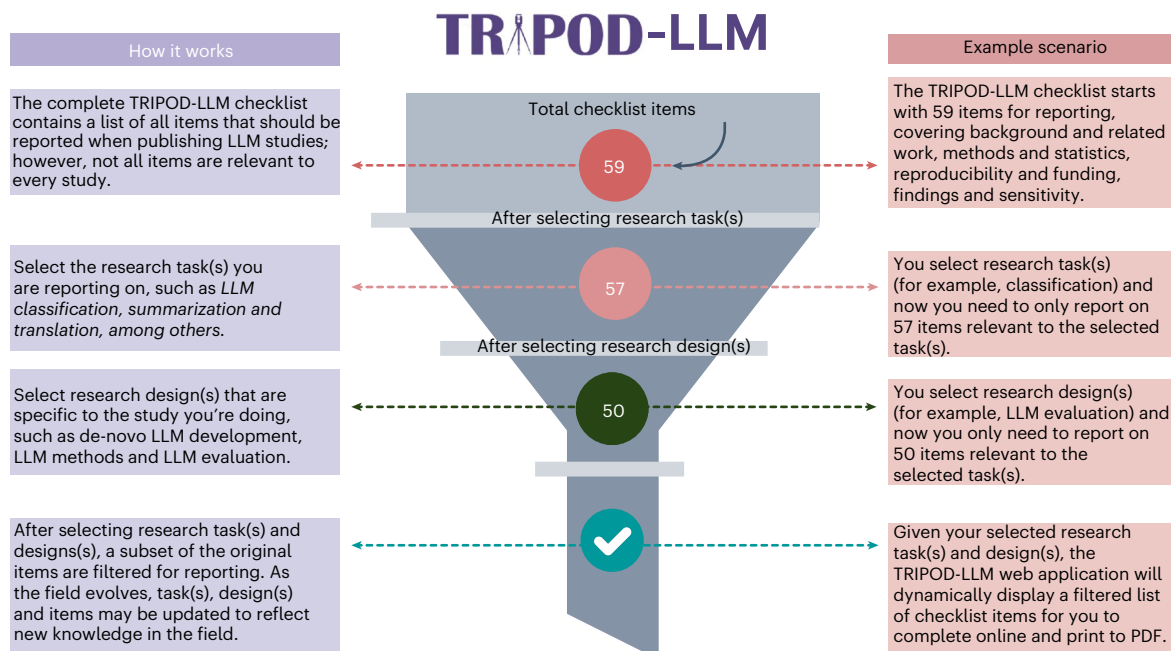 TRIPOD-LLM
How it works
The complete TRIPOD-LLM checklist
contains a list of all items that should be
reported when publishing LLM studies;
however, not all items are relevant to
every study.
Select the research task(s) you
are reporting on, such as LLM
classification, summarization and
translation, among others.
Select research design(s) that are
specific to the study you’re doing,
such as de-novo LLM development,
LLM methods and LLM evaluation.
After selecting research task(s) and
designs(s), a subset of the original
items are filtered for reporting. As
the field evolves, task(s), design(s)
and items may be updated to reflect
new knowledge in the field.
Total checklist items
59
After selecting research task(s)
57
After selecting research design(s)
50
Example scenario
The TRIPOD-LLM checklist starts
with 59 items for reporting,
covering background and related
work, methods and statistics,
reproducibility and funding,
findings and sensitivity.
You select research task(s)
(for example, classification) and
now you need to only report on
57 items relevant to the selected
task(s).
You select research design(s)
(for example, LLM evaluation) and
now you only need to report on
50 items relevant to the
selected task(s).
Given your selected research
task(s) and design(s), the
TRIPOD-LLM web application will
dynamically display a filtered list
of checklist items for you to
complete online and print to PDF.